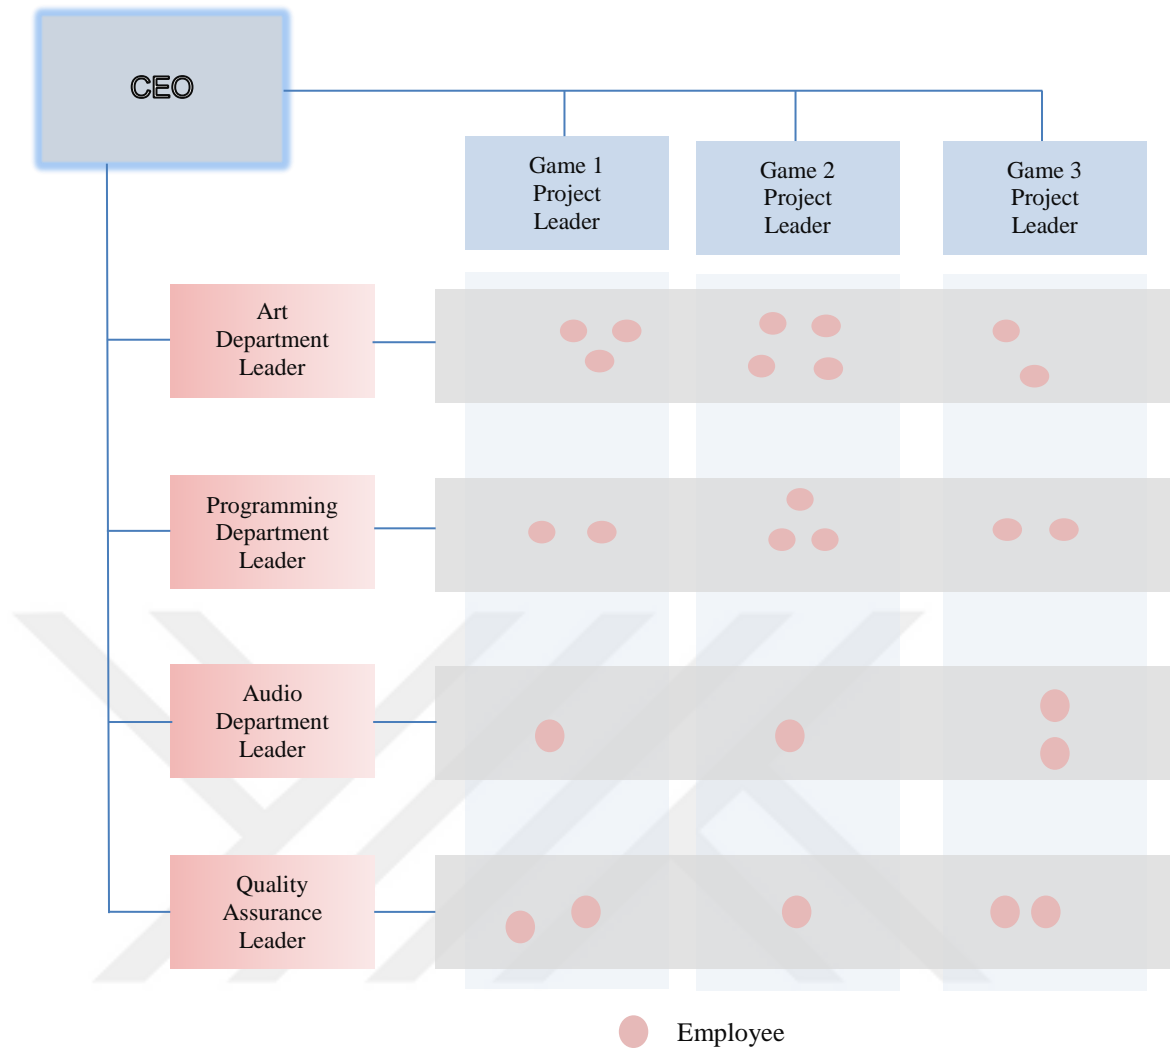 CEO
Game 1
Project
Leader
Game 2
Project
Leader
Game 3
Project
Leader
Art
Department
Leader
Programming
Department
Leader
Audio
Department
Leader
Quality
Assurance
Leader
Employee